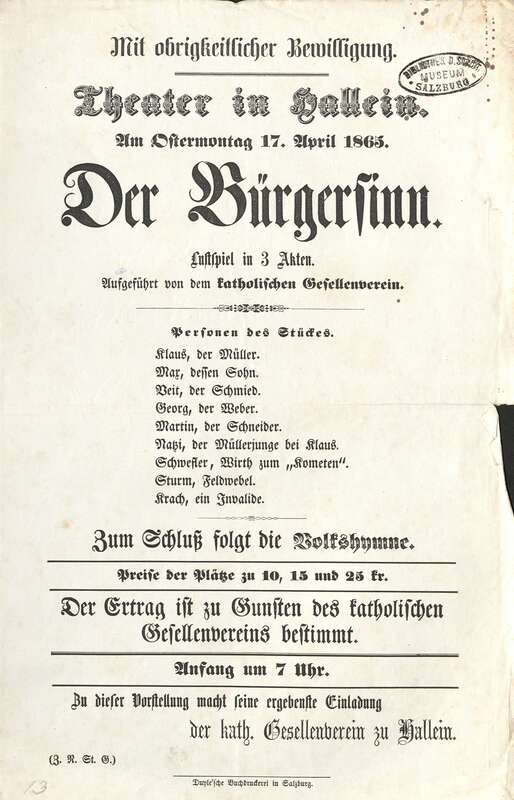 Mit obrigkeitlicher Bewilligung.
BIBLIOTHEK D. STÄDT.
MUSEUM
SALZBURG
Theater in Hallein.
Am Ostermontag 17. April 1865.
Der Bürgersinn.
Lustspiel in 3 Akten.
Aufgeführt von dem katholischen Gesellenverein.
Personen des Stückes.
Klaus, der Müller.
Max, dessen Sohn.
Veit, der Schmied.
Georg, der Weber.
Martin, der Schneider.
Natzi, der Müllerjunge bei Klaus.
Schwefler, Wirth zum „Kometen“.
Sturm, Feldwebel.
Krach, ein Invalide.
Zum Schluß folgt die Volkshymne.
Preise der Plätze zu 10, 15 und 25 kr.
Der Ertrag ist zu Gunsten des katholischen
Gesellenvereins bestimmt.
Anfang um 7 Uhr.
Zu dieser Vorstellung macht seine ergebenste Einladung
der kath. Gesellenverein zu Hallein.
(Z. R. St. G.)
Duyle'sche Buchdruckerei in Salzburg.
13